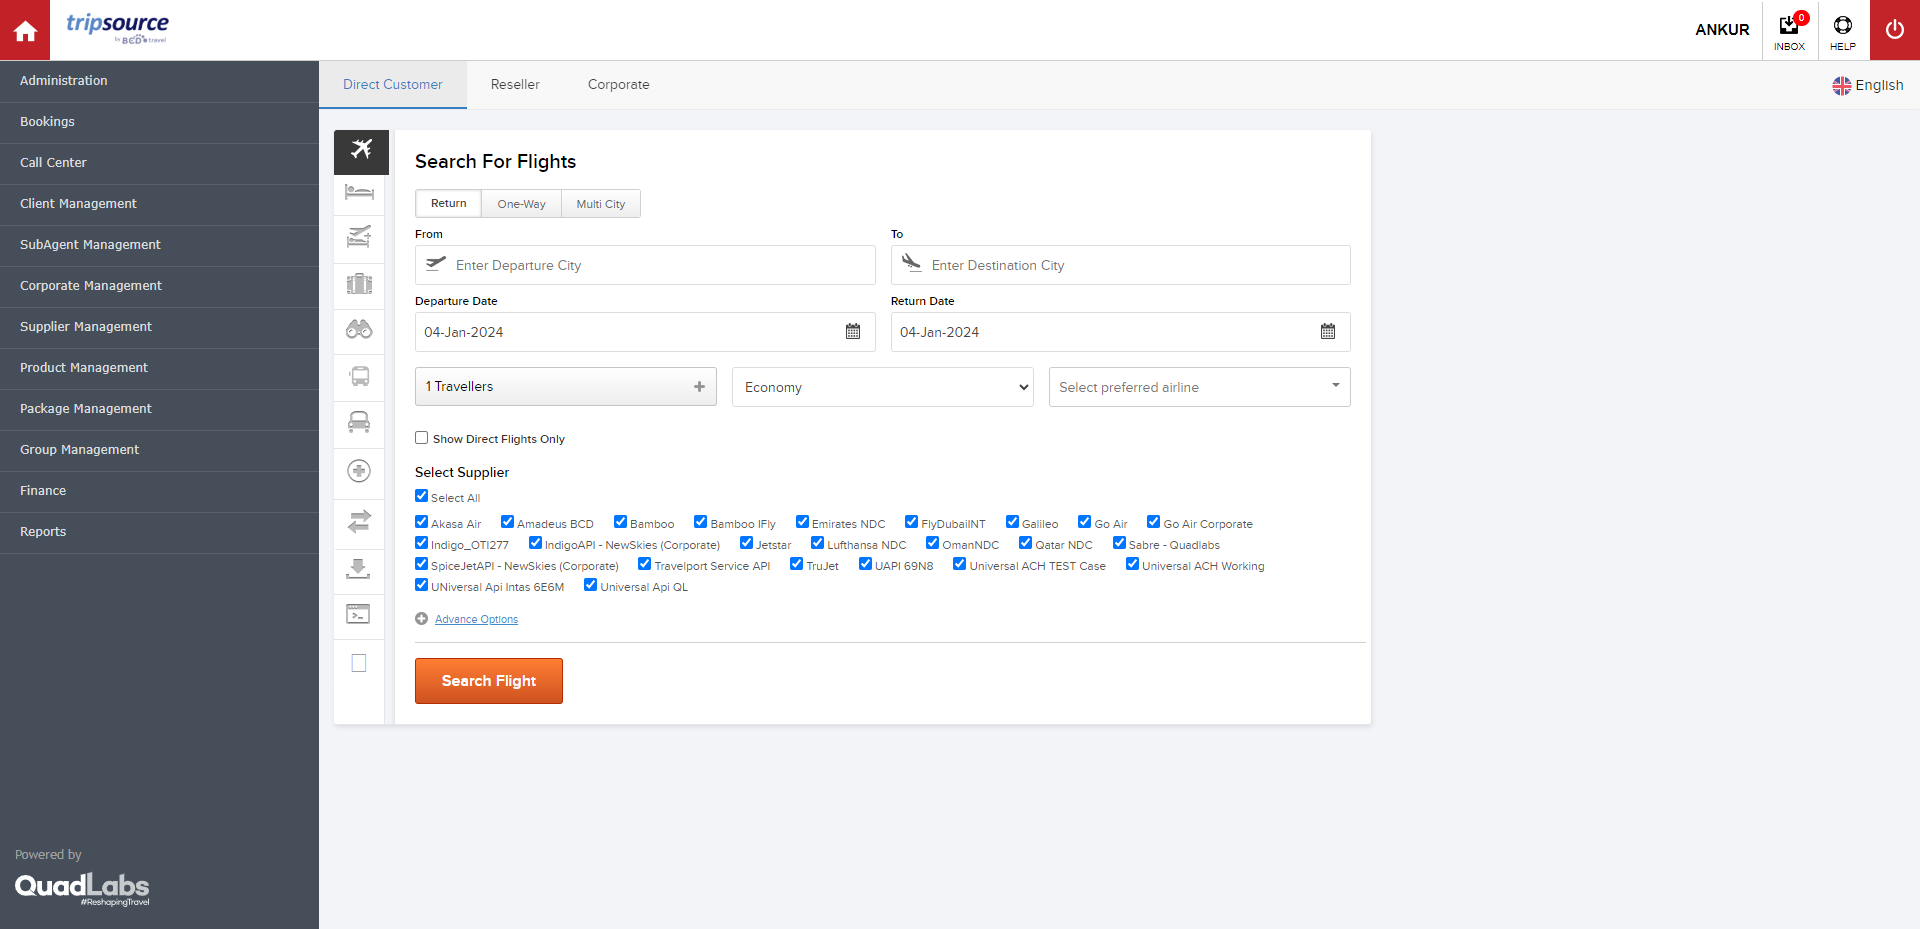 tripsource
by BCD travel
ANKUR
0
INBOX
HELP
Administration
Bookings
Call Center
Client Management
SubAgent Management
Corporate Management
Supplier Management
Product Management
Package Management
Group Management
Finance
Reports
Powered by
QuadLabs
#ReshapingTravel
Direct Customer Reseller Corporate
English
Search For Flights
Return One-Way Multi City
From To
Enter Departure City Enter Destination City
Departure Date Return Date
04-Jan-2024 04-Jan-2024
1 Travellers Economy Select preferred airline
Show Direct Flights Only
Select Supplier
Select All
Akasa Air Amadeus BCD Bamboo Bamboo IFly Emirates NDC FlyDubaiINT Galileo Go Air Go Air Corporate
Indigo_OTI277 IndigoAPI - NewSkies (Corporate) Jetstar Lufthansa NDC OmanNDC Qatar NDC Sabre - Quadlabs
SpiceJetAPI - NewSkies (Corporate) Travelport Service API TruJet UAPI 69N8 Universal ACH TEST Case Universal ACH Working
UNiversal Api Intas 6E6M Universal Api QL
Advance Options
Search Flight